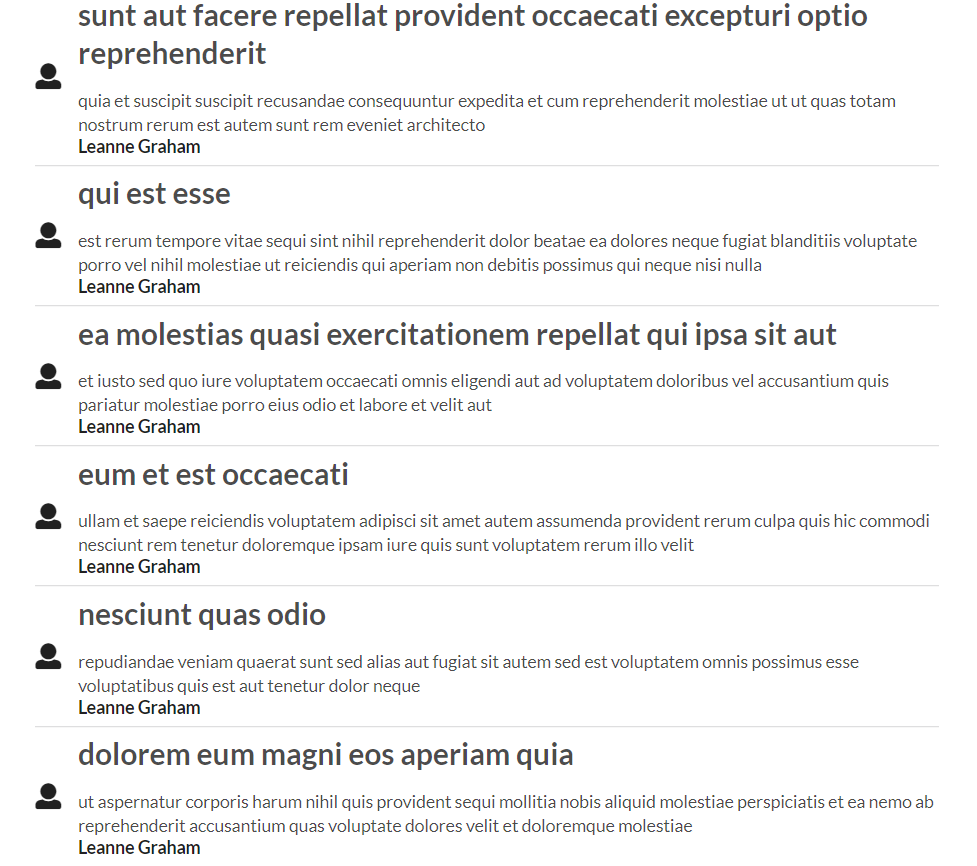 sunt aut facere repellat provident occaecati excepturi optio
reprehenderit
quia et suscipit suscipit recusandae consequuntur expedita et cum reprehenderit molestiae ut ut quas totam
nostrum rerum est autem sunt rem eveniet architecto
Leanne Graham
qui est esse
est rerum tempore vitae sequi sint nihil reprehenderit dolor beatae ea dolores neque fugiat blanditiis voluptate
porro vel nihil molestiae ut reiciendis qui aperiam non debitis possimus qui neque nisi nulla
Leanne Graham
ea molestias quasi exercitationem repellat qui ipsa sit aut
et iusto sed quo iure voluptatem occaecati omnis eligendi aut ad voluptatem doloribus vel accusantium quis
pariatur molestiae porro eius odio et labore et velit aut
Leanne Graham
eum et est occaecati
ullam et saepe reiciendis voluptatem adipisci sit amet autem assumenda provident rerum culpa quis hic commodi
nesciunt rem tenetur doloremque ipsam iure quis sunt voluptatem rerum illo velit
Leanne Graham
nesciunt quas odio
repudiandae veniam quaerat sunt sed alias aut fugiat sit autem sed est voluptatem omnis possimus esse
voluptatibus quis est aut tenetur dolor neque
Leanne Graham
dolorem eum magni eos aperiam quia
ut aspernatur corporis harum nihil quis provident sequi mollitia nobis aliquid molestiae perspiciatis et ea nemo ab
reprehenderit accusantium quas voluptate dolores velit et doloremque molestiae
Leanne Graham